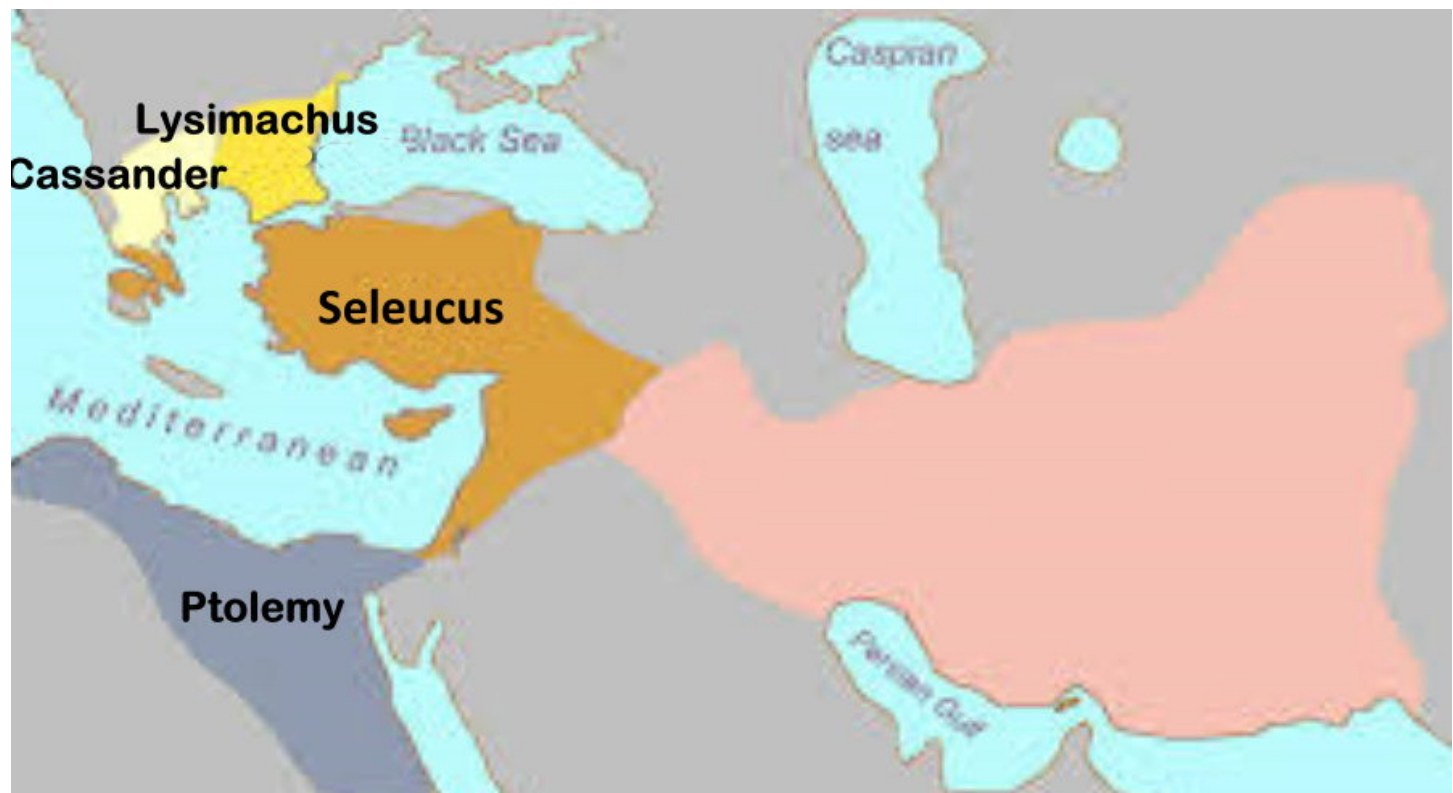 Caspian
sea
Lysimachus
Black Sea
Cassander
Seleucus
Mediterranean
Ptolemy
Persian Gulf